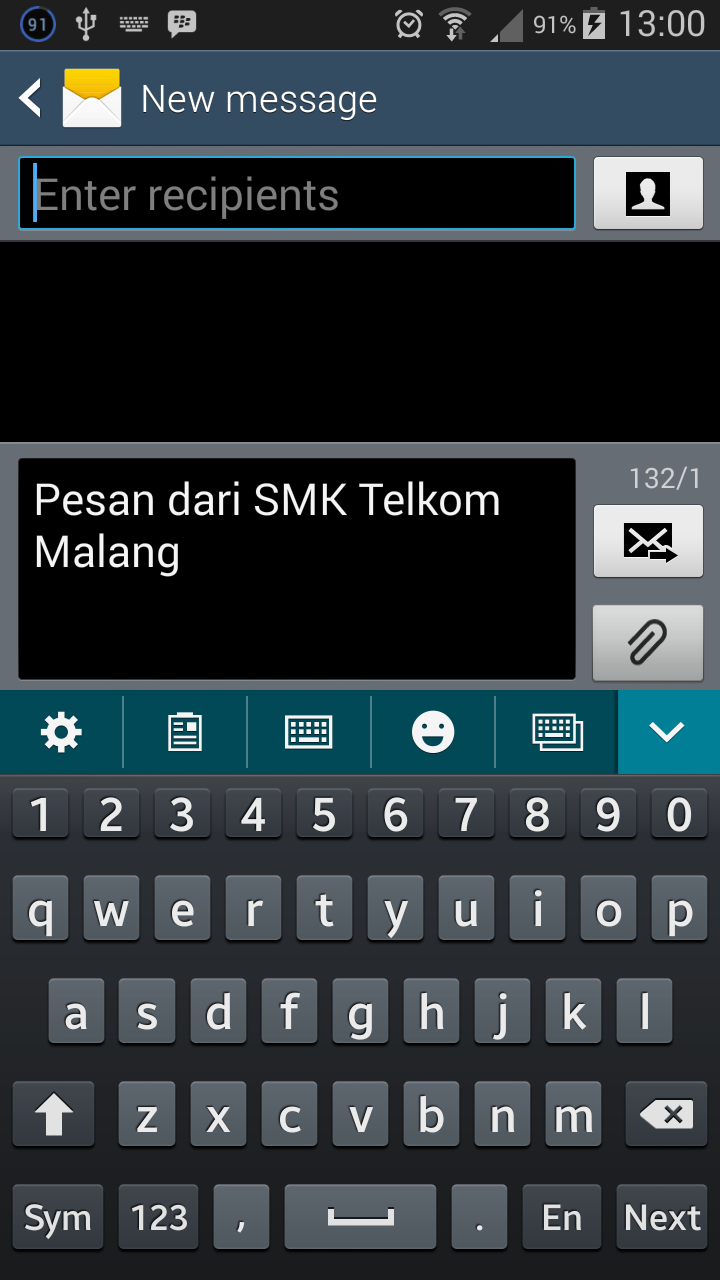 91 91% 13:00
New message
Enter recipients
132/1
Pesan dari SMK Telkom
Malang
1 2 3 4 5 6 7 8 9 0
q w e r t y u i o p
a s d f g h j k l
z x c v b n m
Sym 123 , . En Next